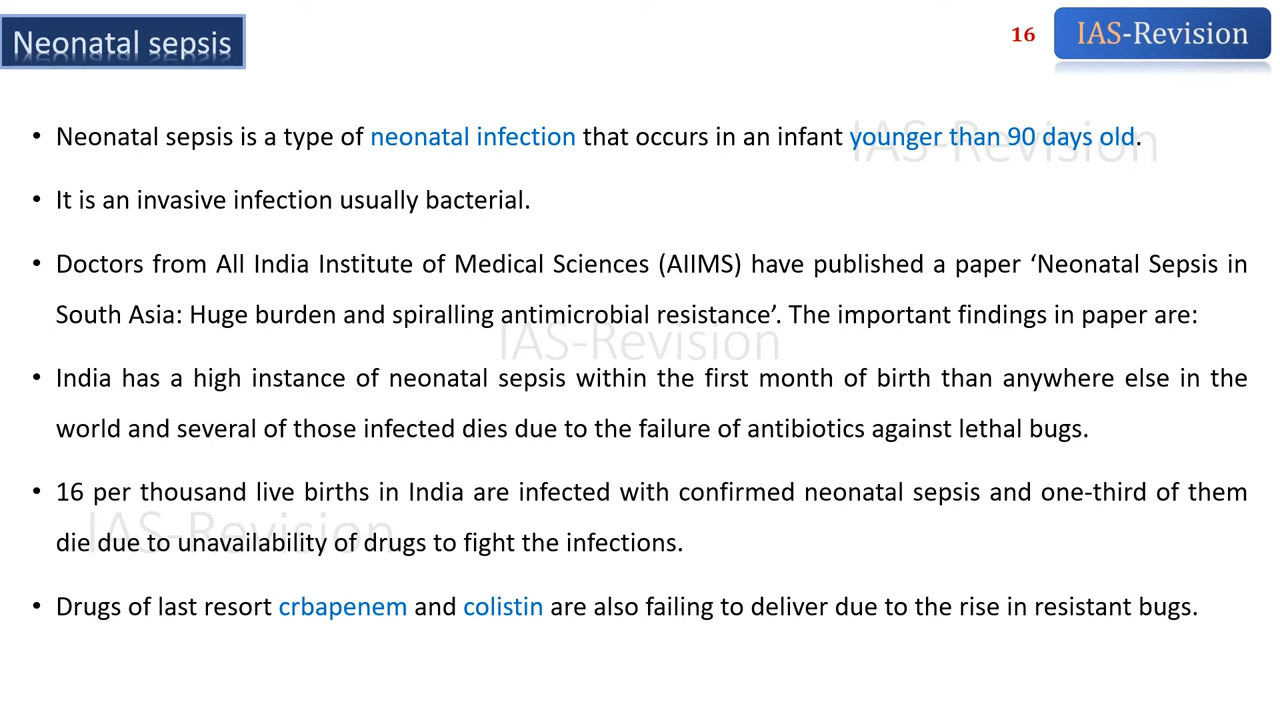 Neonatal sepsis
16
IAS-Revision
• Neonatal sepsis is a type of neonatal infection that occurs in an infant younger than 90 days old.
IAS-Revision
• It is an invasive infection usually bacterial.
• Doctors from All India Institute of Medical Sciences (AIIMS) have published a paper ‘Neonatal Sepsis in
South Asia: Huge burden and spiralling antimicrobial resistance’. The important findings in paper are:
IAS-Revision
• India has a high instance of neonatal sepsis within the first month of birth than anywhere else in the
world and several of those infected dies due to the failure of antibiotics against lethal bugs.
• 16 per thousand live births in India are infected with confirmed neonatal sepsis and one-third of them
IAS-Revision
die due to unavailability of drugs to fight the infections.
• Drugs of last resort crbapenem and colistin are also failing to deliver due to the rise in resistant bugs.